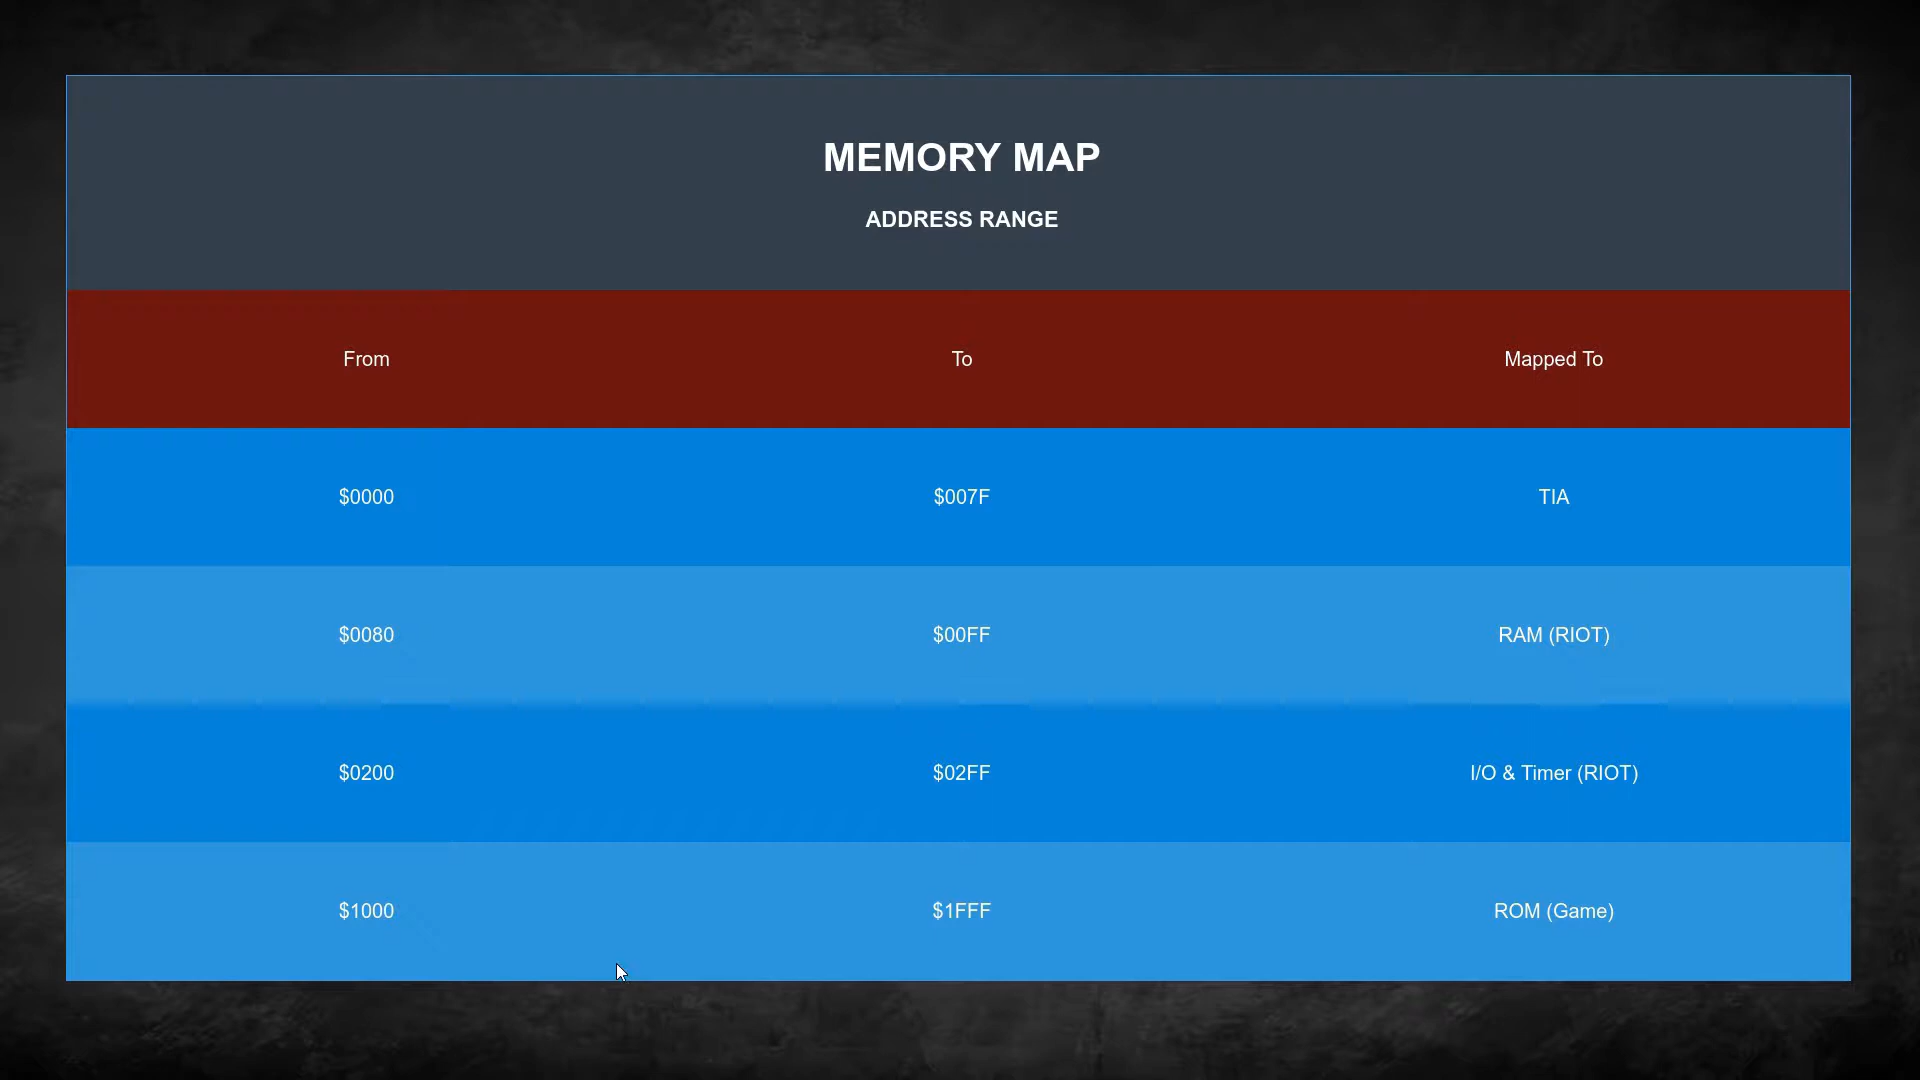 MEMORY MAP
ADDRESS RANGE
From To Mapped To
$0000 $007F TIA
$0080 $00FF RAM (RIOT)
$0200 $02FF I/O & Timer (RIOT)
$1000 $1FFF ROM (Game)